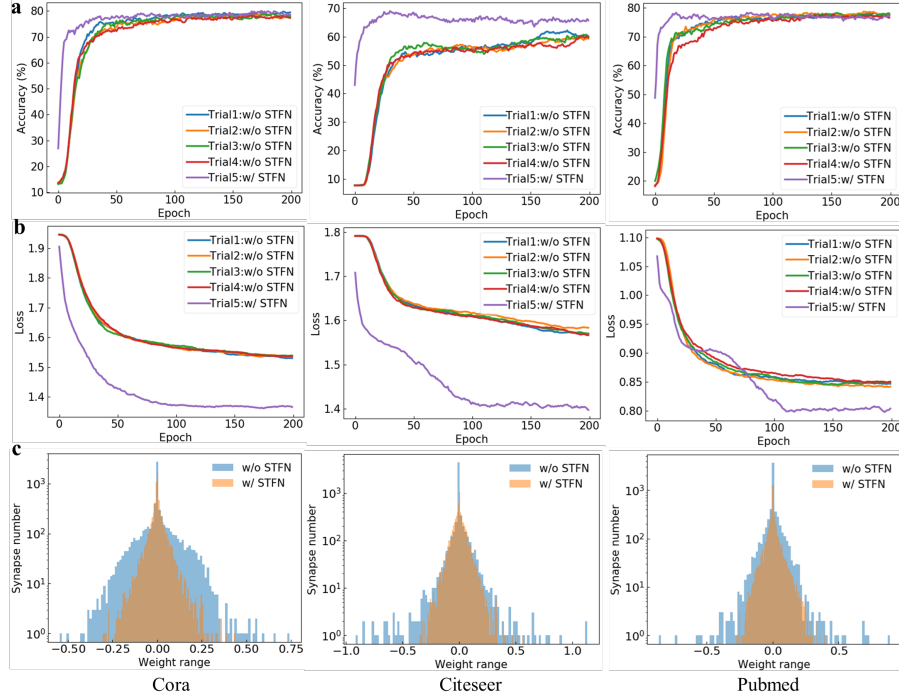 a
Accuracy (%)
80
70
60
50
40
30
20
10
Trial1:w/o STFN
Trial2:w/o STFN
Trial3:w/o STFN
Trial4:w/o STFN
Trial5:w/ STFN
0 50 100 150 200
Epoch
Accuracy (%)
70
60
50
40
30
20
10
Trial1:w/o STFN
Trial2:w/o STFN
Trial3:w/o STFN
Trial4:w/o STFN
Trial5:w/ STFN
0 50 100 150 200
Epoch
Accuracy (%)
80
70
60
50
40
30
20
Trial1:w/o STFN
Trial2:w/o STFN
Trial3:w/o STFN
Trial4:w/o STFN
Trial5:w/ STFN
0 50 100 150 200
Epoch
b
Loss
1.9
1.8
1.7
1.6
1.5
1.4
Trial1:w/o STFN
Trial2:w/o STFN
Trial3:w/o STFN
Trial4:w/o STFN
Trial5:w/ STFN
0 50 100 150 200
Epoch
Loss
1.8
1.7
1.6
1.5
1.4
Trial1:w/o STFN
Trial2:w/o STFN
Trial3:w/o STFN
Trial4:w/o STFN
Trial5:w/ STFN
0 50 100 150 200
Epoch
Loss
1.10
1.05
1.00
0.95
0.90
0.85
0.80
Trial1:w/o STFN
Trial2:w/o STFN
Trial3:w/o STFN
Trial4:w/o STFN
Trial5:w/ STFN
0 50 100 150 200
Epoch
c
Synapse number
10³
10²
10¹
10⁰
w/o STFN
w/ STFN
−0.50 −0.25 0.00 0.25 0.50 0.75
Weight range
Cora
Synapse number
10³
10²
10¹
10⁰
w/o STFN
w/ STFN
−1.0 −0.5 0.0 0.5 1.0
Weight range
Citeseer
Synapse number
10³
10²
10¹
10⁰
w/o STFN
w/ STFN
−0.5 0.0 0.5
Weight range
Pubmed